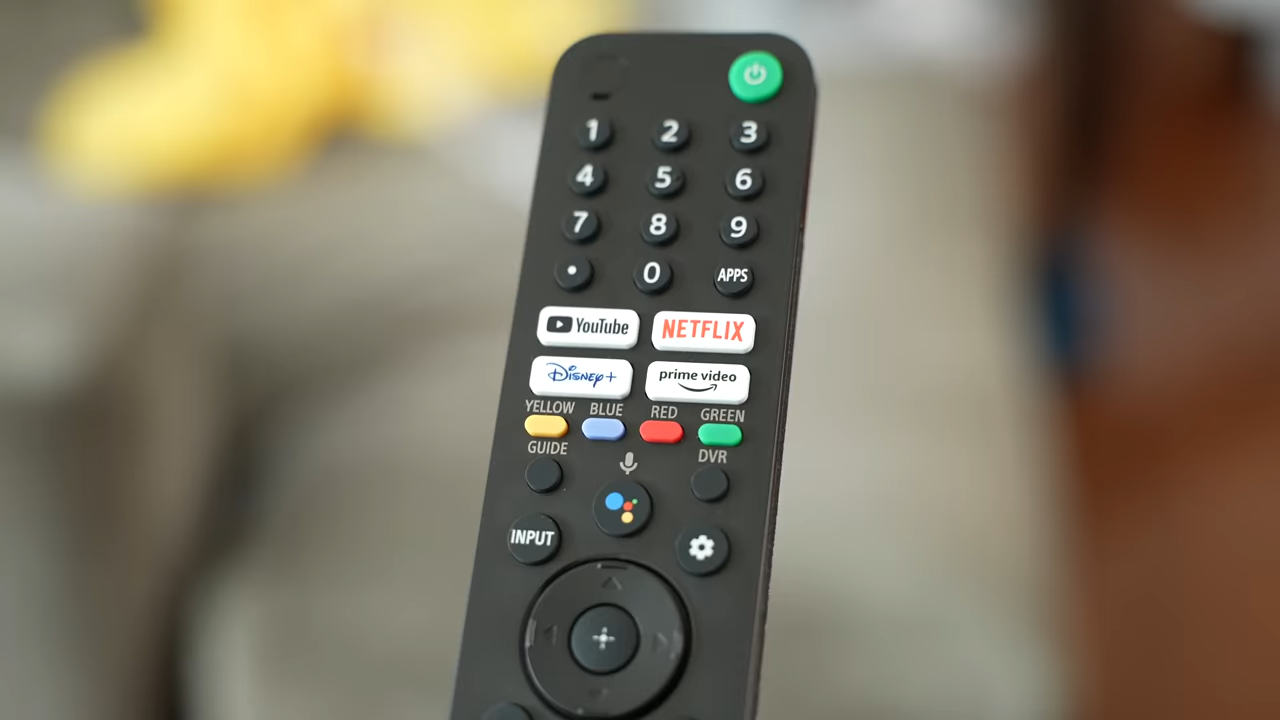 1 2 3
4 5 6
7 8 9
• 0 APPS
YouTube NETFLIX
Disney+ prime video
YELLOW BLUE RED GREEN
GUIDE DVR
INPUT